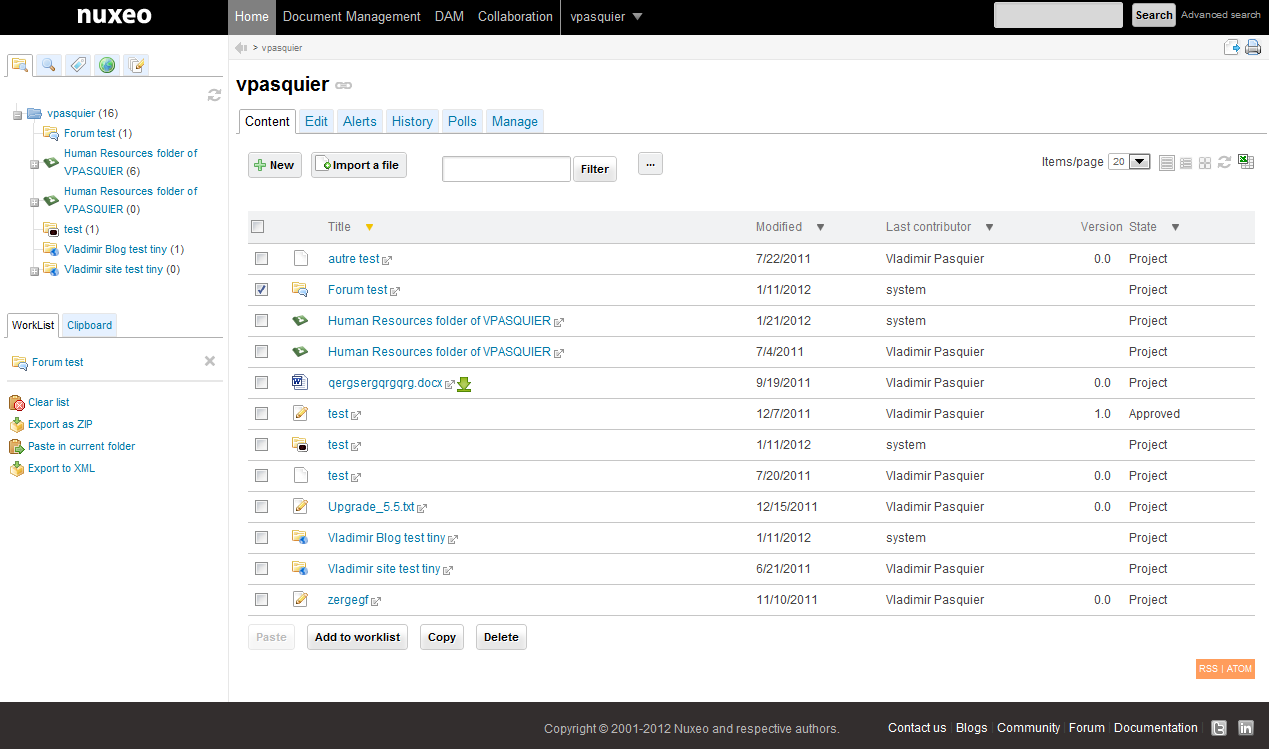 nuxeo
Home Document Management DAM Collaboration vpasquier
Search Advanced search
> vpasquier
vpasquier
Content Edit Alerts History Polls Manage
New Import a file Filter ... Items/page 20
vpasquier (16)
Forum test (1)
Human Resources folder of
VPASQUIER (6)
Human Resources folder of
VPASQUIER (0)
test (1)
Vladimir Blog test tiny (1)
Vladimir site test tiny (0)
WorkList Clipboard
Forum test
Clear list
Export as ZIP
Paste in current folder
Export to XML
Title Modified Last contributor Version State
autre test 7/22/2011 Vladimir Pasquier 0.0 Project
Forum test 1/11/2012 system Project
Human Resources folder of VPASQUIER 1/21/2012 system Project
Human Resources folder of VPASQUIER 7/4/2011 Vladimir Pasquier Project
qergsergqrgqrg.docx 9/19/2011 Vladimir Pasquier 0.0 Project
test 12/7/2011 Vladimir Pasquier 1.0 Approved
test 1/11/2012 system Project
test 7/20/2011 Vladimir Pasquier 0.0 Project
Upgrade_5.5.txt 12/15/2011 Vladimir Pasquier 0.0 Project
Vladimir Blog test tiny 1/11/2012 system Project
Vladimir site test tiny 6/21/2011 Vladimir Pasquier Project
zergegf 11/10/2011 Vladimir Pasquier 0.0 Project
Paste Add to worklist Copy Delete
RSS | ATOM
Copyright © 2001-2012 Nuxeo and respective authors. Contact us | Blogs | Community | Forum | Documentation